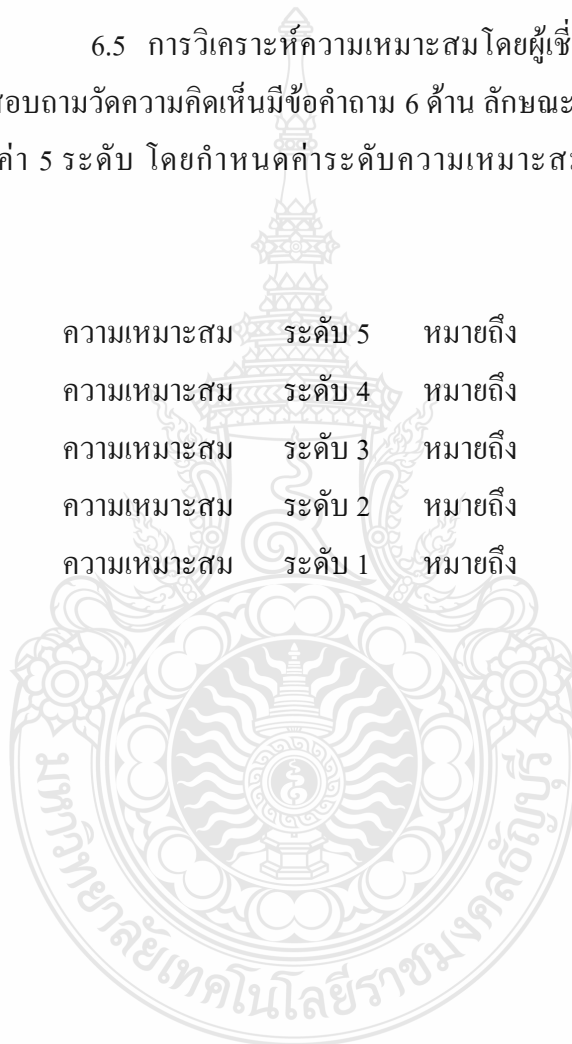 6.5 การวิเคราะห์ความเหมาะสมโดยผู้เชี่
สอบถามวัดความคิดเห็นมีข้อคำถาม 6 ด้าน ลักษณะ
ค่า 5 ระดับ โดยกำหนดค่าระดับความเหมาะสม
ความเหมาะสม ระดับ 5 หมายถึง
ความเหมาะสม ระดับ 4 หมายถึง
ความเหมาะสม ระดับ 3 หมายถึง
ความเหมาะสม ระดับ 2 หมายถึง
ความเหมาะสม ระดับ 1 หมายถึง
มหาวิทยาลัยเทคโนโลยีราชมงคลธัญบุรี